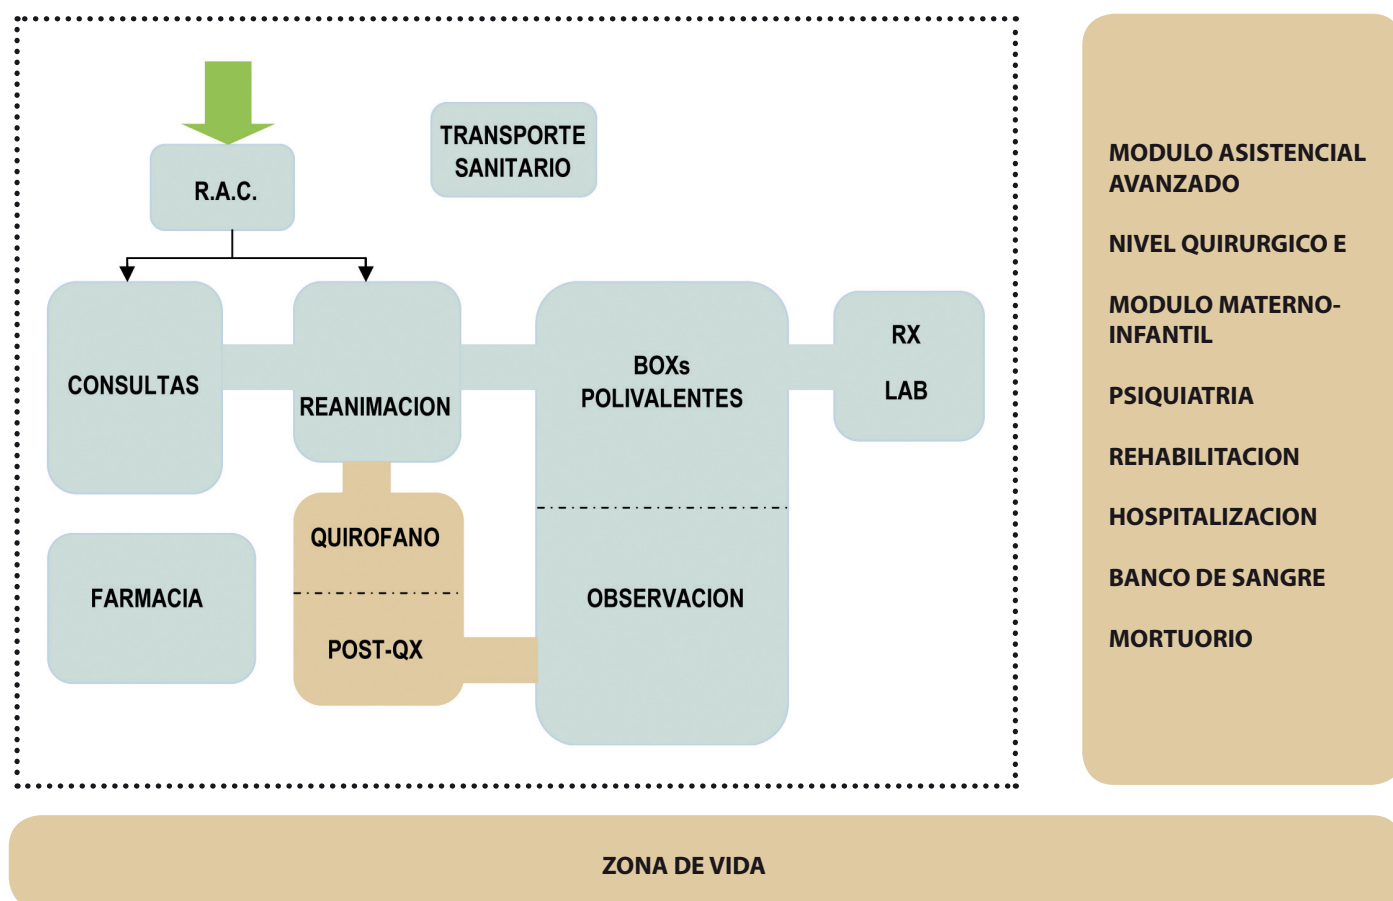 TRANSPORTE
SANITARIO
R.A.C.
CONSULTAS
REANIMACION
BOXs
POLIVALENTES
RX
LAB
QUIROFANO
POST-QX
FARMACIA
OBSERVACION
MODULO ASISTENCIAL
AVANZADO
NIVEL QUIRURGICO E
MODULO MATERNO-
INFANTIL
PSIQUIATRIA
REHABILITACION
HOSPITALIZACION
BANCO DE SANGRE
MORTUORIO
ZONA DE VIDA